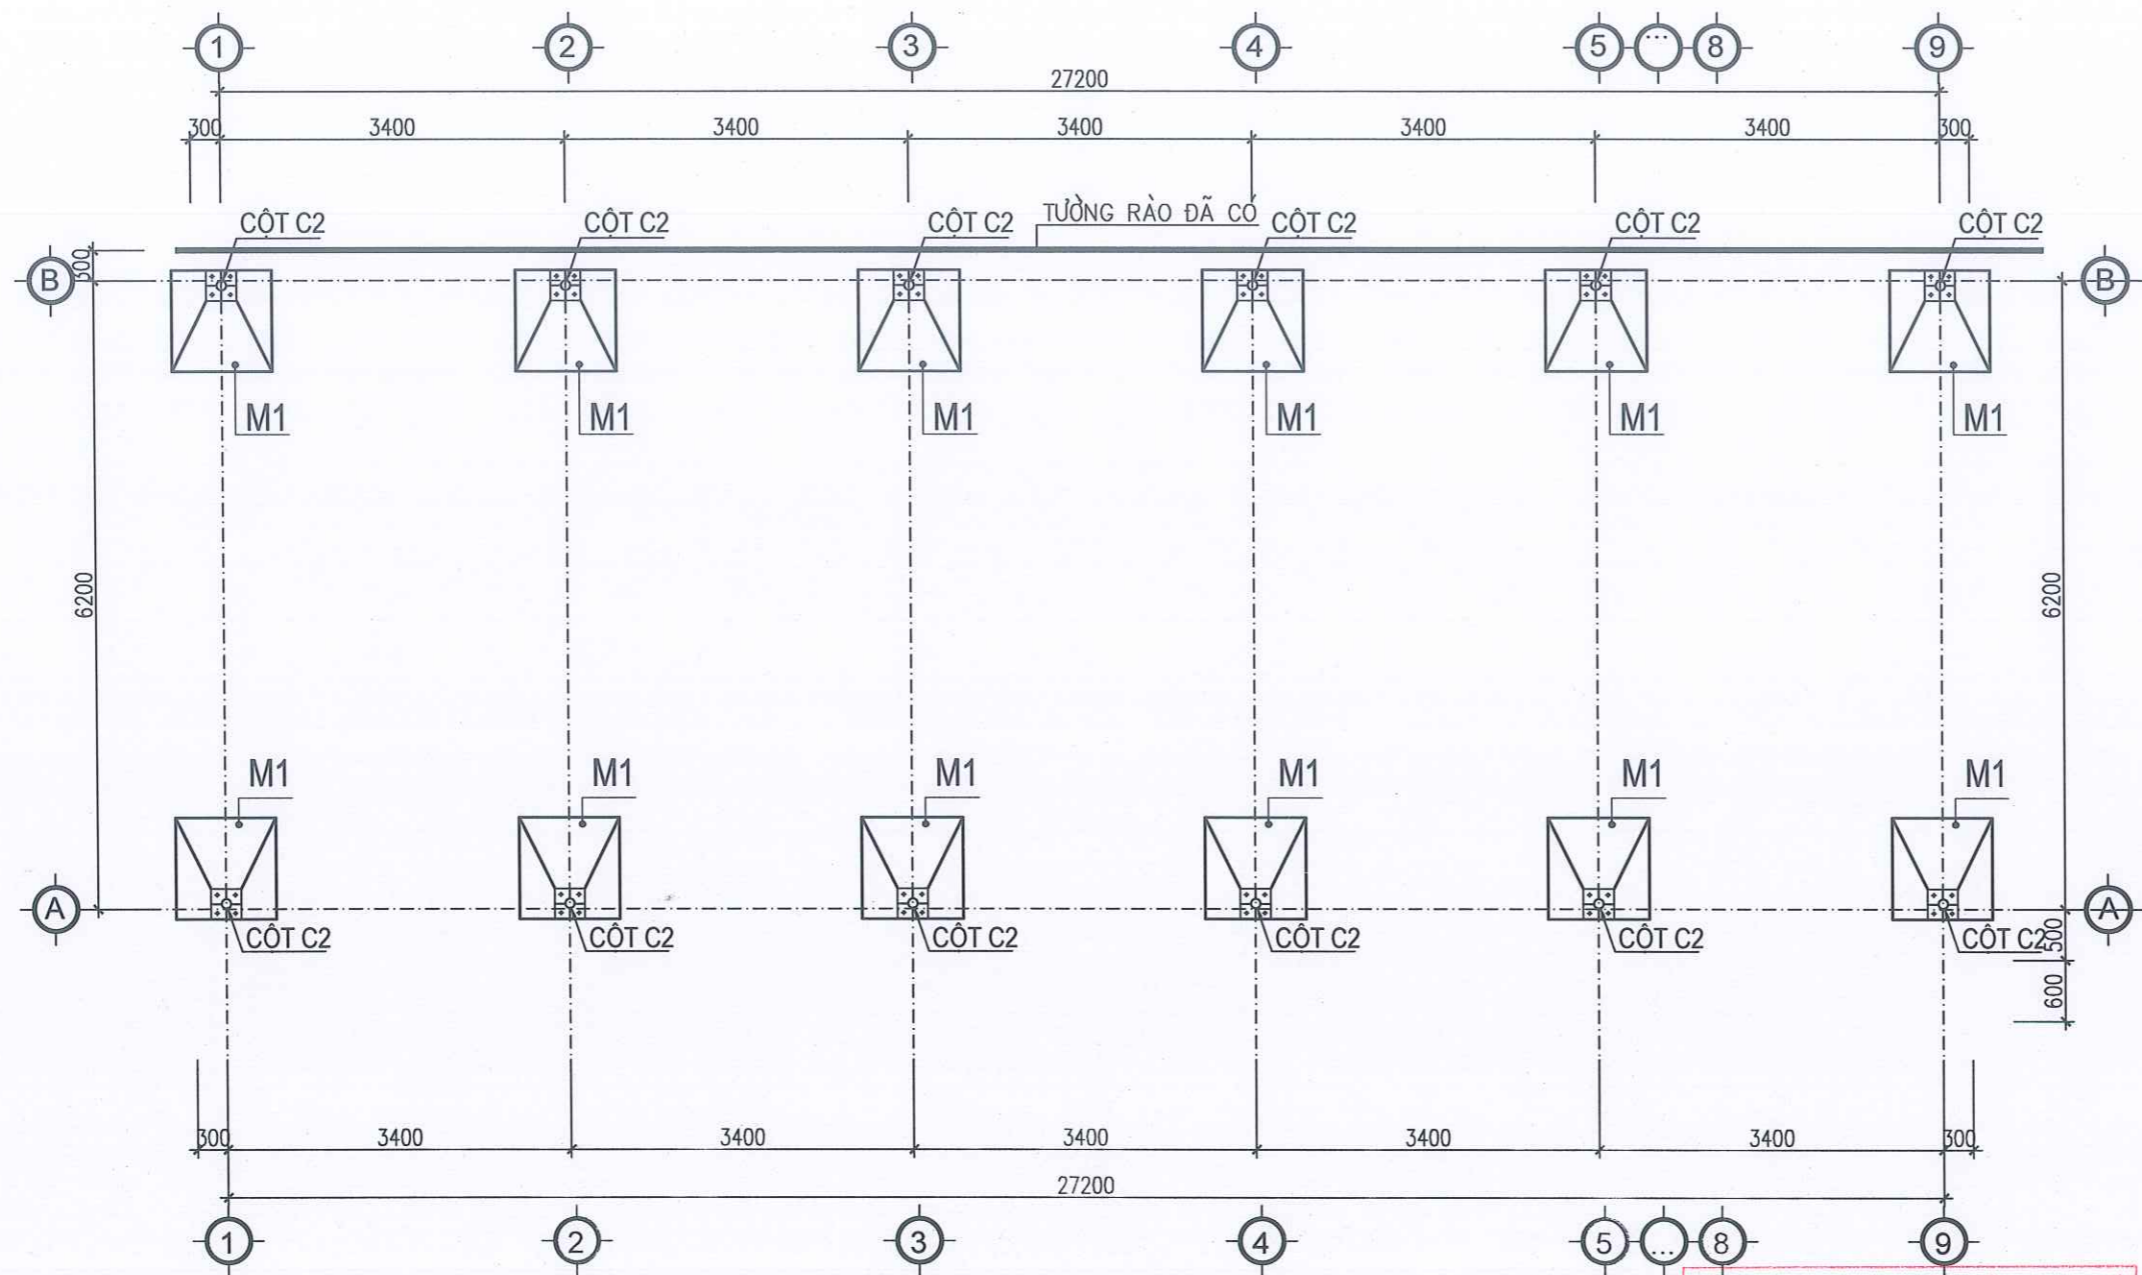 1 2 3 4 5 ... 8 9
27200
300 3400 3400 3400 3400 3400 300
TƯỜNG RÀO ĐÃ CÓ
CỘT C2 CỘT C2 CỘT C2 CỘT C2 CỘT C2 CỘT C2
300
B B
M1 M1 M1 M1 M1 M1
6200 6200
M1 M1 M1 M1 M1 M1
A A
CỘT C2 CỘT C2 CỘT C2 CỘT C2 CỘT C2 CỘT C2
500
600
300 3400 3400 3400 3400 3400 300
27200
1 2 3 4 5 ... 8 9